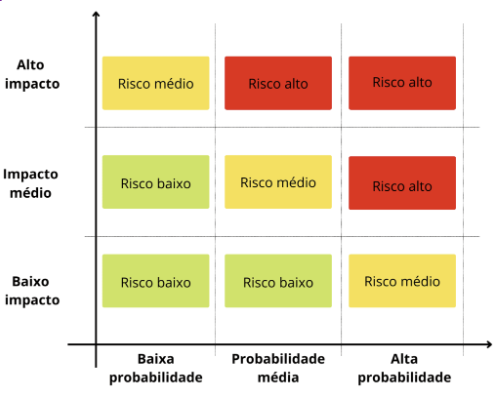 Alto
impacto
Risco médio
Risco alto
Risco alto
Impacto
médio
Risco baixo
Risco médio
Risco alto
Baixo
impacto
Risco baixo
Risco baixo
Risco médio
Baixa
probabilidade
Probabilidade
média
Alta
probabilidade